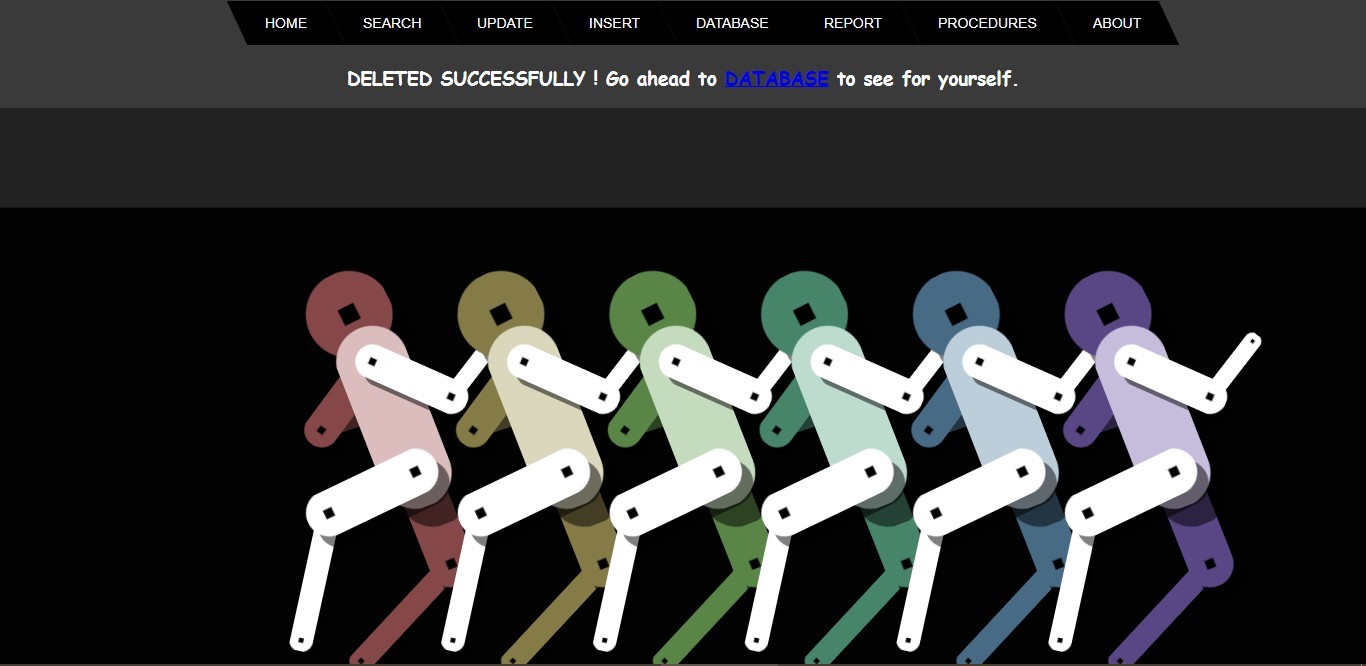 HOME SEARCH UPDATE INSERT DATABASE REPORT PROCEDURES ABOUT
DELETED SUCCESSFULLY ! Go ahead to DATABASE to see for yourself.